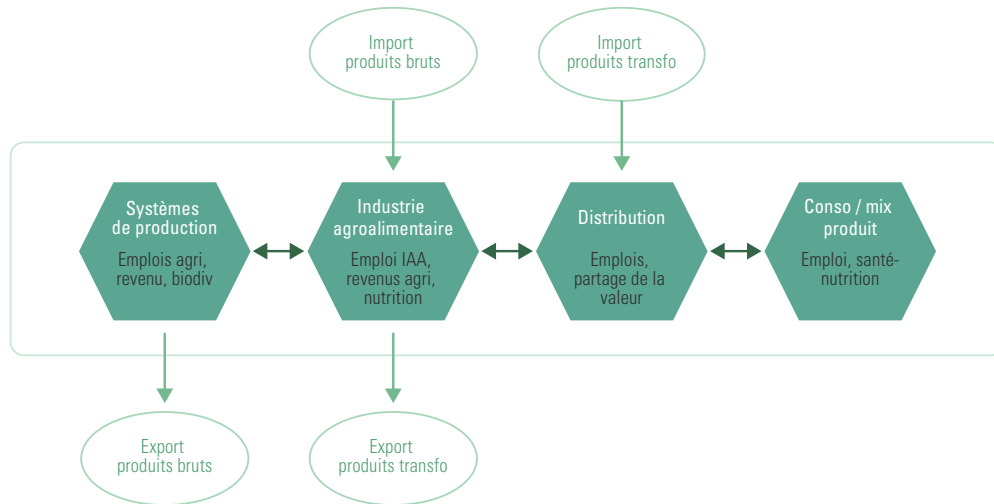 Import
produits bruts
Import
produits transfo
Systèmes
de production
Emplois agri,
revenu, biodiv
Industrie
agroalimentaire
Emploi IAA,
revenus agri,
nutrition
Distribution
Emplois,
partage de la
valeur
Conso / mix
produit
Emploi, santé-
nutrition
Export
produits bruts
Export
produits transfo